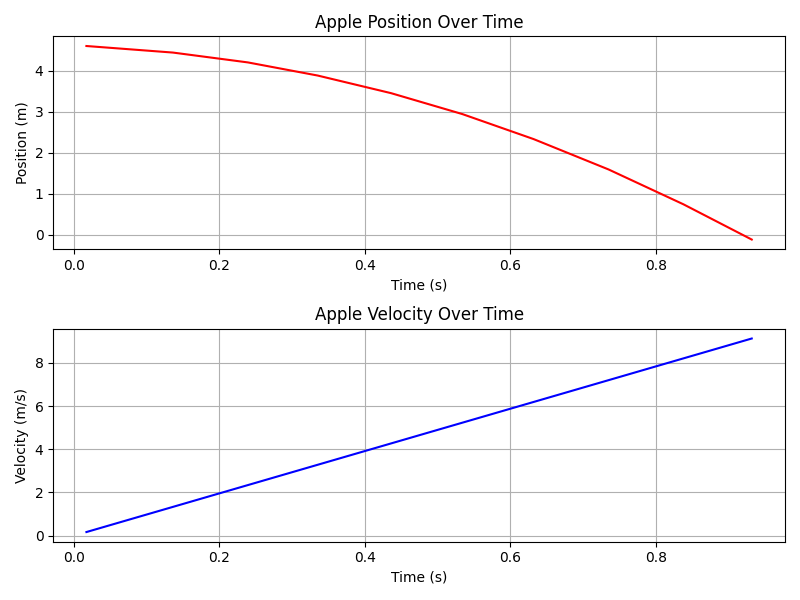 Apple Position Over Time
Position (m)
4
3
2
1
0
0.0 0.2 0.4 0.6 0.8
Time (s)
Apple Velocity Over Time
Velocity (m/s)
8
6
4
2
0
0.0 0.2 0.4 0.6 0.8
Time (s)